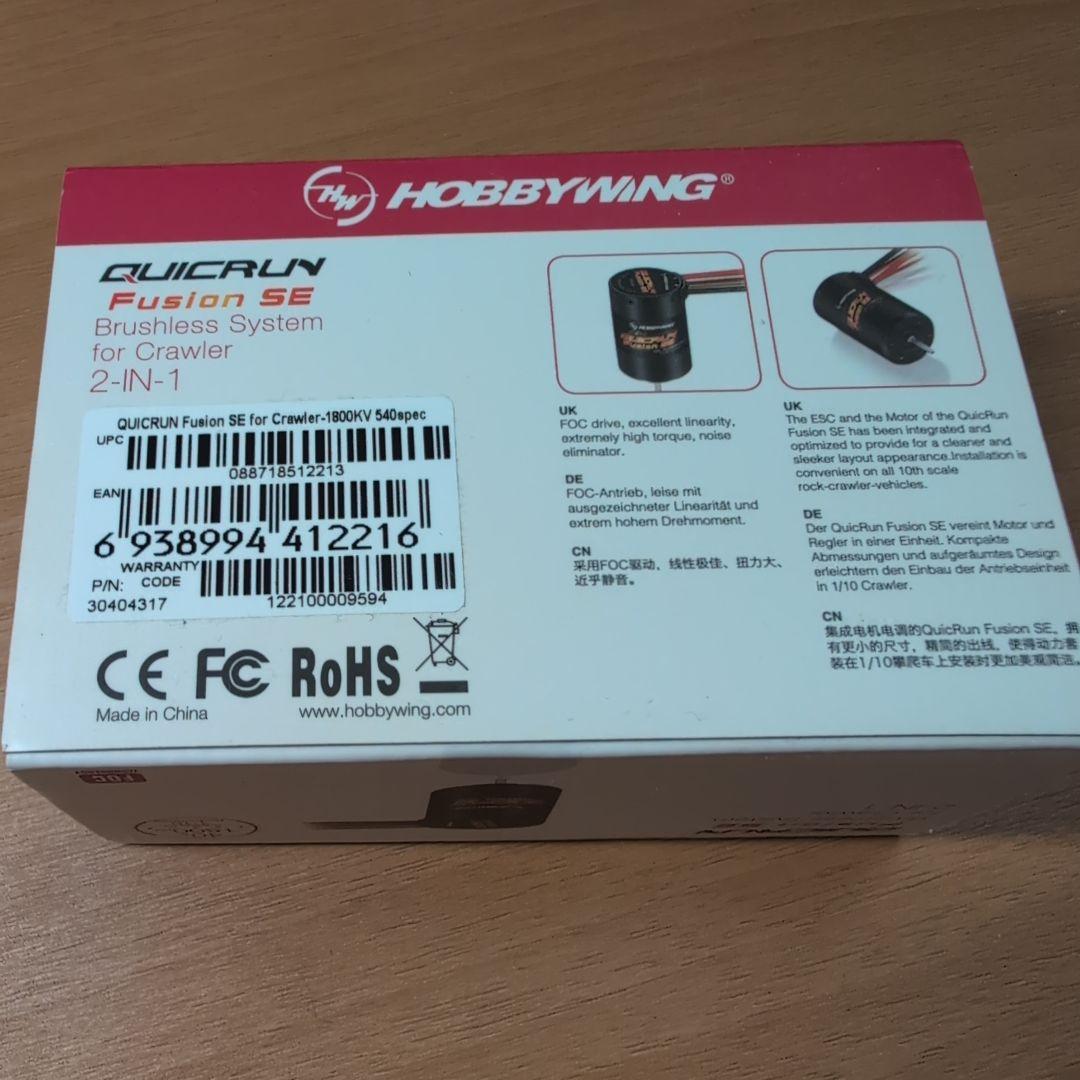 HW HOBBYWING®
QUICRUN
Fusion SE
Brushless System
for Crawler
2-IN-1
QUICRUN Fusion SE for Crawler-1800KV 540spec
UPC
088718512213
EAN
6 938994 412216
WARRANTY
CODE
P/N:
30404317
122100009594
CE FC RoHS
Made in China
www.hobbywing.com
HOBBYWING
QUICRUN
Fusion SE
UK
FOC drive, excellent linearity,
extremely high torque, noise
eliminator.
DE
FOC-Antrieb, leise mit
ausgezeichneter Linearität und
extrem hohem Drehmoment.
CN
采用FOC驱动，线性极佳、扭力大、
近乎静音。
UK
The ESC and the Motor of the QuicRun
Fusion SE has been integrated and
optimized to provide for a cleaner and
sleeker layout appearance.Installation is
convenient on all 10th scale
rock-crawler-vehicles.
DE
Der QuicRun Fusion SE vereint Motor und
Regler in einer Einheit. Kompakte
Abmessungen und aufgeräumtes Design
erleichtern den Einbau der Antriebseinheit
in 1/10 Crawler.
CN
集成电机电调的QuicRun Fusion SE，拥
有更小的尺寸，精简的出线，使得动力套
装在1/10攀爬车上安装时更加美观简洁。
FOC